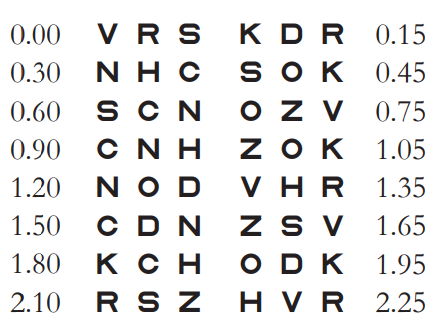 0.00 V R S K D R 0.15
0.30 N H C S O K 0.45
0.60 S C N O Z V 0.75
0.90 C N H Z O K 1.05
1.20 N O D V H R 1.35
1.50 C D N Z S V 1.65
1.80 K C H O D K 1.95
2.10 R S Z H V R 2.25